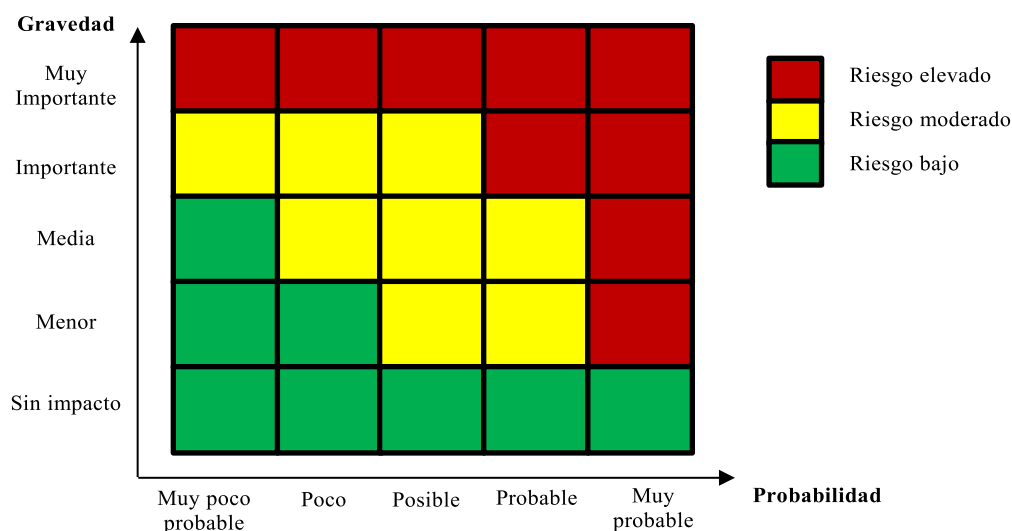 Gravedad
Muy
Importante
Importante
Media
Menor
Sin impacto
Riesgo elevado
Riesgo moderado
Riesgo bajo
Muy poco
probable
Poco
Posible
Probable
Muy
probable
Probabilidad